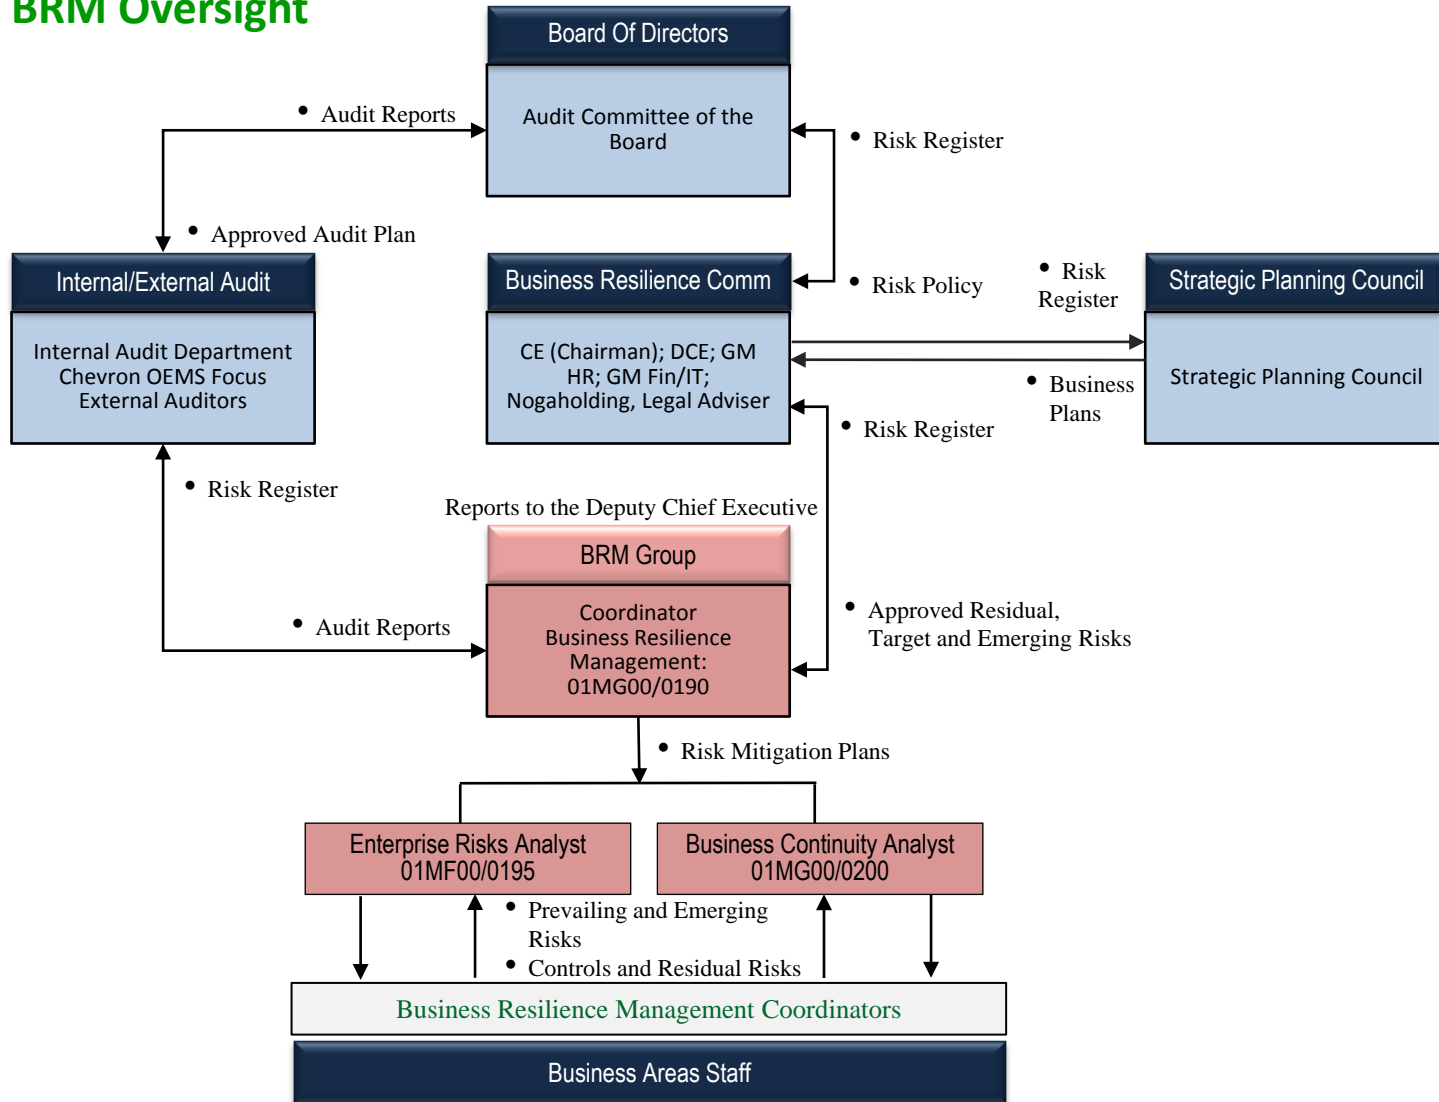 BRM Oversight
Board Of Directors
Audit Committee of the
Board
• Audit Reports
• Risk Register
• Approved Audit Plan
Internal/External Audit
Internal Audit Department
Chevron OEMS Focus
External Auditors
Business Resilience Comm
CE (Chairman); DCE; GM
HR; GM Fin/IT;
Nogaholding, Legal Adviser
• Risk Policy
• Risk
Register
Strategic Planning Council
Strategic Planning Council
• Business
Plans
• Risk Register
• Risk Register
Reports to the Deputy Chief Executive
BRM Group
Coordinator
Business Resilience
Management:
01MG00/0190
• Audit Reports
• Approved Residual,
Target and Emerging Risks
• Risk Mitigation Plans
Enterprise Risks Analyst
01MF00/0195
Business Continuity Analyst
01MG00/0200
• Prevailing and Emerging
Risks
• Controls and Residual Risks
Business Resilience Management Coordinators
Business Areas Staff